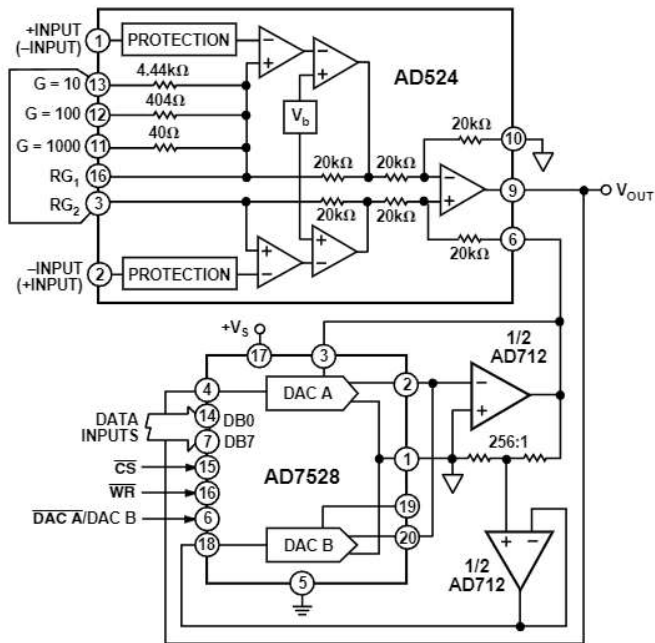 +INPUT
(–INPUT)
1
PROTECTION
AD524
G = 10
13
4.44kΩ
G = 100
12
404Ω
V_b
20kΩ
10
G = 1000
11
40Ω
RG₁
16
20kΩ
20kΩ
9
V_OUT
RG₂
3
20kΩ
20kΩ
6
20kΩ
–INPUT
(+INPUT)
2
PROTECTION
+V_S
17
3
1/2
AD712
4
DAC A
2
DATA
INPUTS
14
DB0
7
DB7
1
256:1
C̅S̅
15
AD7528
W̅R̅
16
19
D̅A̅C̅ A̅/DAC B
6
20
18
DAC B
1/2
AD712
5
+
–
+
–
+
–
+
–
+
–
+
–
+
–